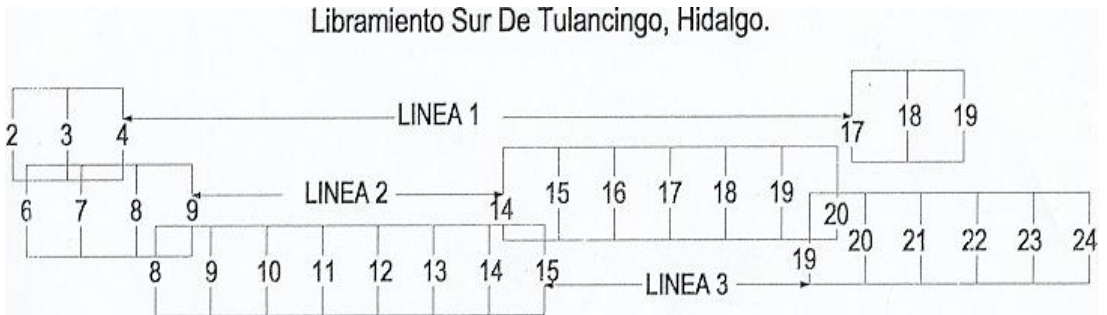 Libramiento Sur De Tulancingo, Hidalgo.
2 3 4 LINEA 1 17 18 19
6 7 8 9 LINEA 2 14 15 16 17 18 19 20
8 9 10 11 12 13 14 15 LINEA 3 19 20 21 22 23 24